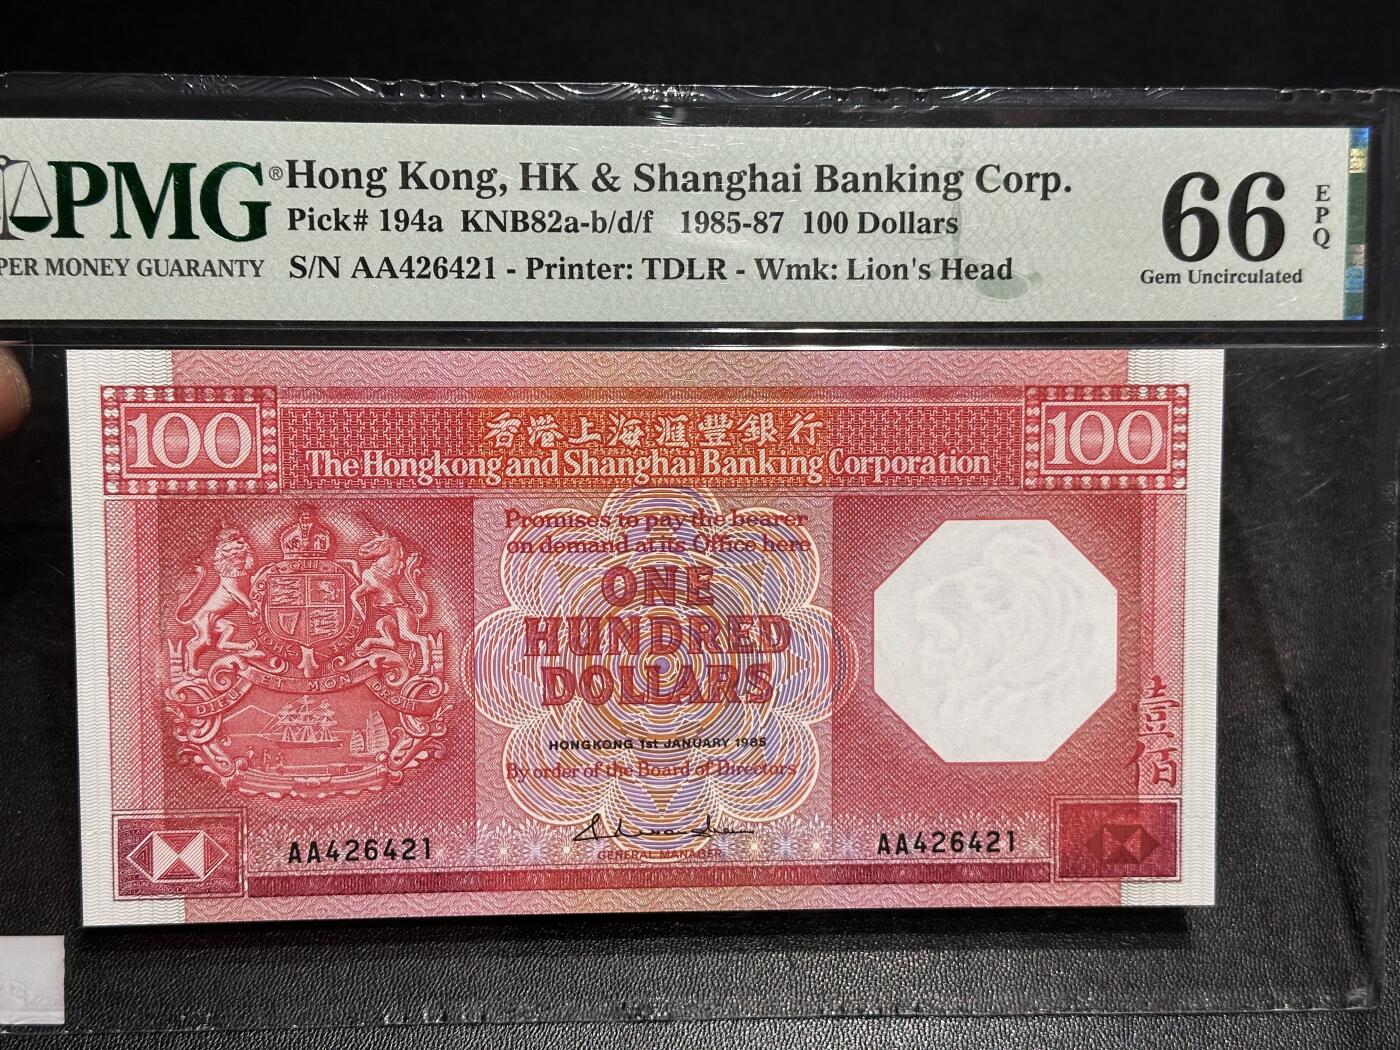 PMG® Hong Kong, HK & Shanghai Banking Corp.
Pick# 194a KNB82a-b/d/f 1985-87 100 Dollars
PER MONEY GUARANTY S/N AA426421 - Printer: TDLR - Wmk: Lion's Head
66 EPQ
Gem Uncirculated
100
100
香港上海滙豐銀行
The Hongkong and Shanghai Banking Corporation
Promises to pay the bearer
on demand at its Office here
ONE
HUNDRED
DOLLARS
DIEU ET MON DROIT
壹佰
HONGKONG 1st JANUARY 1985
By order of the Board of Directors
GENERAL MANAGER
AA426421
AA426421